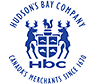 HUDSON'S BAY COMPANY
HBC
CANADA'S MERCHANTS SINCE 1670